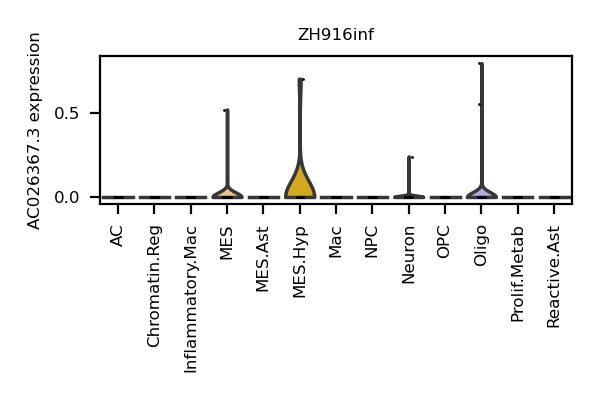 ZH916inf
AC026367.3 expression
0.5
0.0
AC
Chromatin.Reg
Inflammatory.Mac
MES
MES.Ast
MES.Hyp
Mac
NPC
Neuron
OPC
Oligo
Prolif.Metab
Reactive.Ast